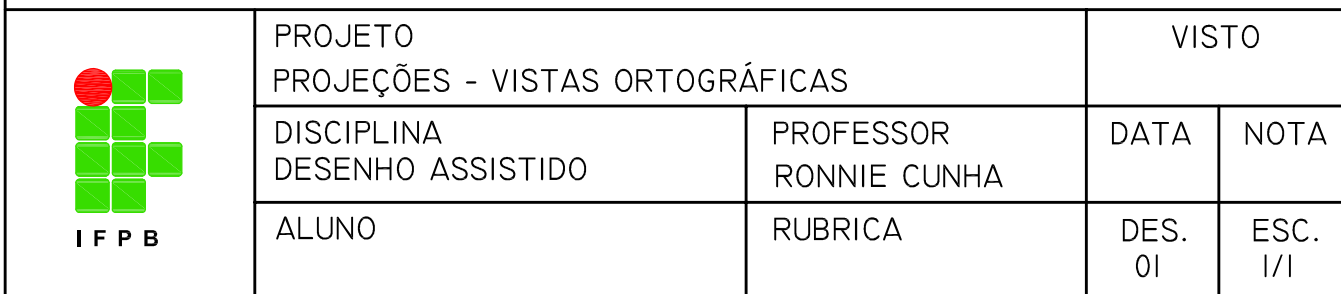 PROJETO
PROJEÇÕES - VISTAS ORTOGRÁFICAS
VISTO
DISCIPLINA
DESENHO ASSISTIDO
PROFESSOR
RONNIE CUNHA
DATA
NOTA
IFPB
ALUNO
RUBRICA
DES.
01
ESC.
1/1